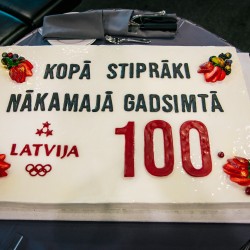 KOPĀ STIPRĀKI
NĀKAMAJĀ GADSIMTĀ
LATVIJA
100